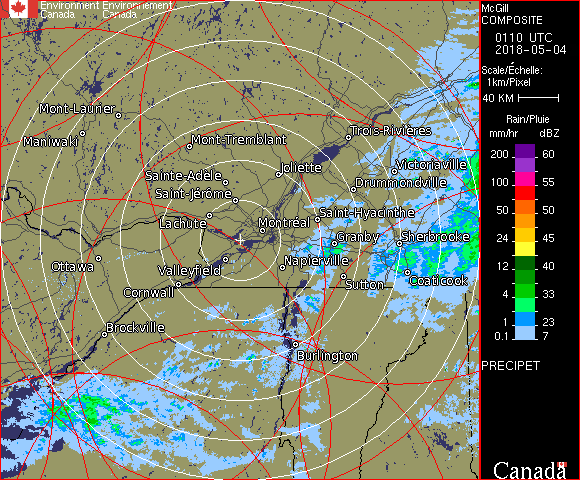 Environment Environnement
Canada Canada
Mont-Laurier
Maniwaki
Mont-Tremblant
Trois-Rivières
Sainte-Adèle
Joliette
Victoriaville
Saint-Jérôme
Drummondville
Lachute
Montréal
Saint-Hyacinthe
Granby
Sherbrooke
Ottawa
Valleyfield
Napierville
Cornwall
Sutton
Coaticook
Brockville
Burlington
McGill
COMPOSITE
0110 UTC
2018-05-04
Scale/Échelle:
1km/Pixel
40 KM
Rain/Pluie
mm/hr dBZ
200 60
150 57
100 55
50 50
24 45
12 40
4 33
1 23
0.1 7
PRECIPET
Canada